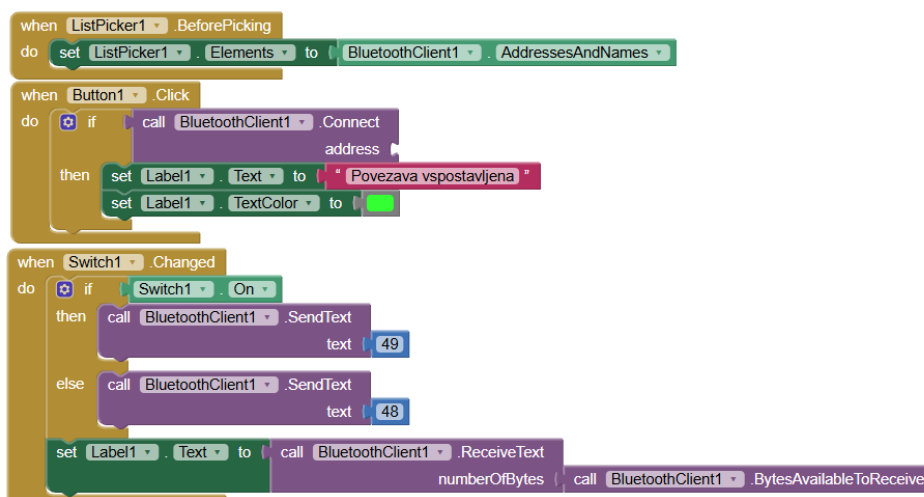 when ListPicker1 .BeforePicking
do set ListPicker1 . Elements to BluetoothClient1 . AddressesAndNames
when Button1 .Click
do if call BluetoothClient1 .Connect
address
then set Label1 . Text to " Povezava vspostavljena "
set Label1 . TextColor to
when Switch1 .Changed
do if Switch1 . On
then call BluetoothClient1 .SendText
text 49
else call BluetoothClient1 .SendText
text 48
set Label1 . Text to call BluetoothClient1 .ReceiveText
numberOfBytes call BluetoothClient1 .BytesAvailableToReceive